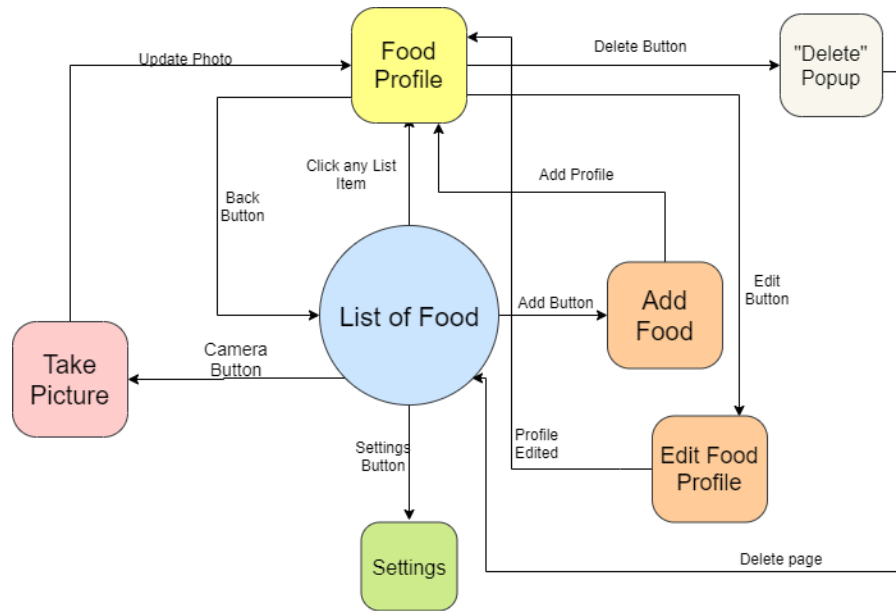 Food
Profile
Update Photo
Delete Button
"Delete"
Popup
Click any List
Item
Add Profile
Back
Button
List of Food
Add Button
Add
Food
Edit
Button
Take
Picture
Camera
Button
Settings
Button
Profile
Edited
Edit Food
Profile
Settings
Delete page